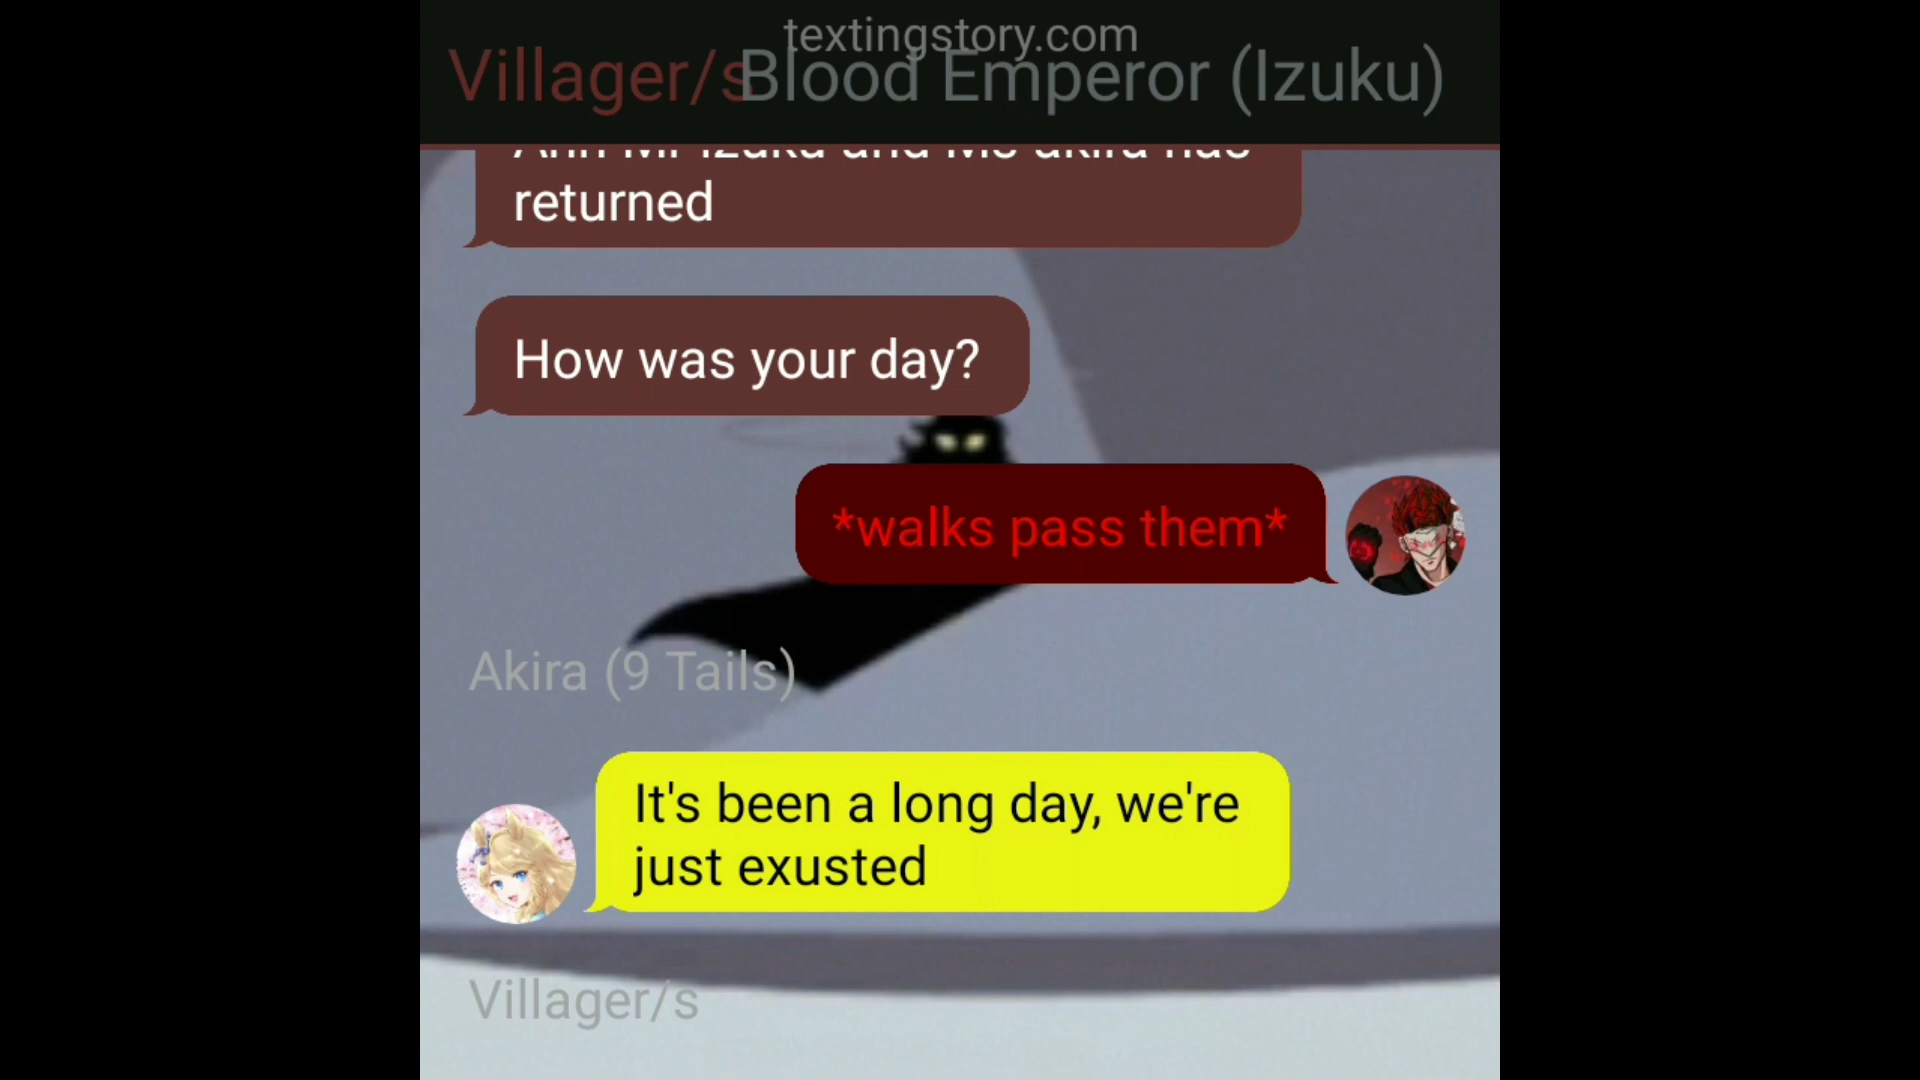 textingstory.com
Villager/s
Blood Emperor (Izuku)
returned
How was your day?
*walks pass them*
Akira (9 Tails)
It's been a long day, we're
just exusted
Villager/s